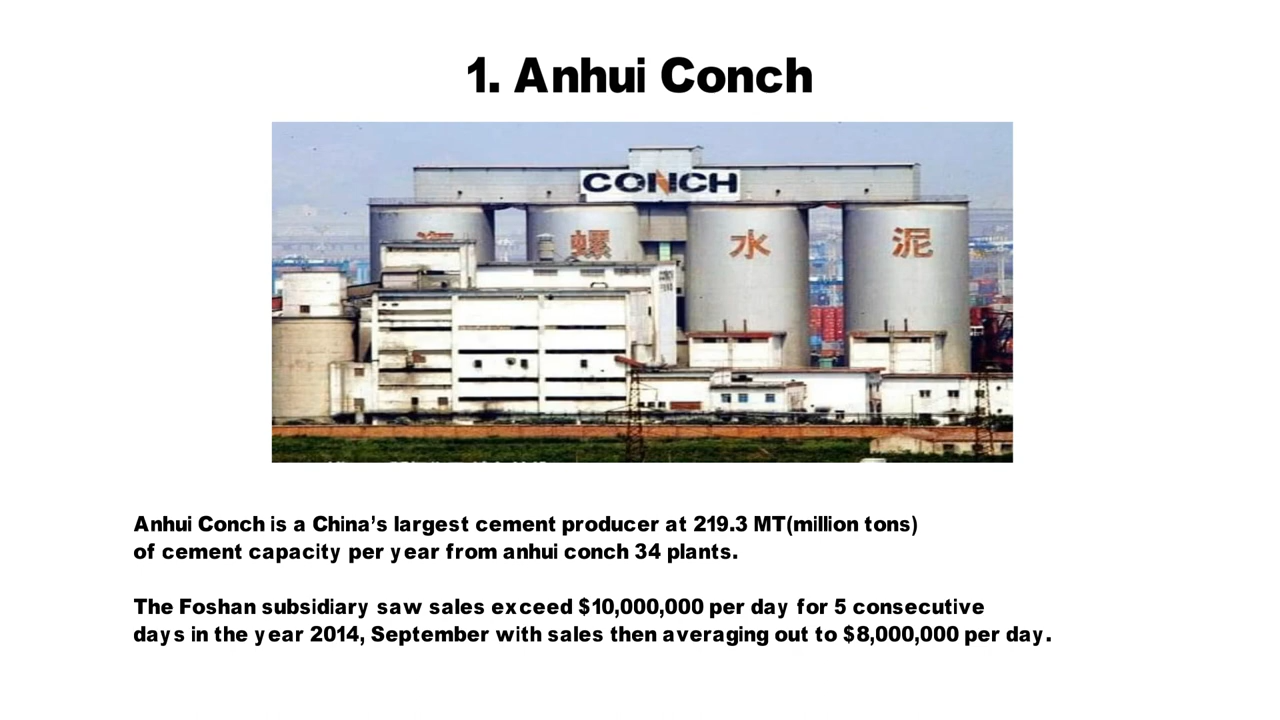 1. Anhui Conch
CONCH
螺 水 泥
Anhui Conch is a China’s largest cement producer at 219.3 MT(million tons)
of cement capacity per year from anhui conch 34 plants.
The Foshan subsidiary saw sales exceed $10,000,000 per day for 5 consecutive
days in the year 2014, September with sales then averaging out to $8,000,000 per day.